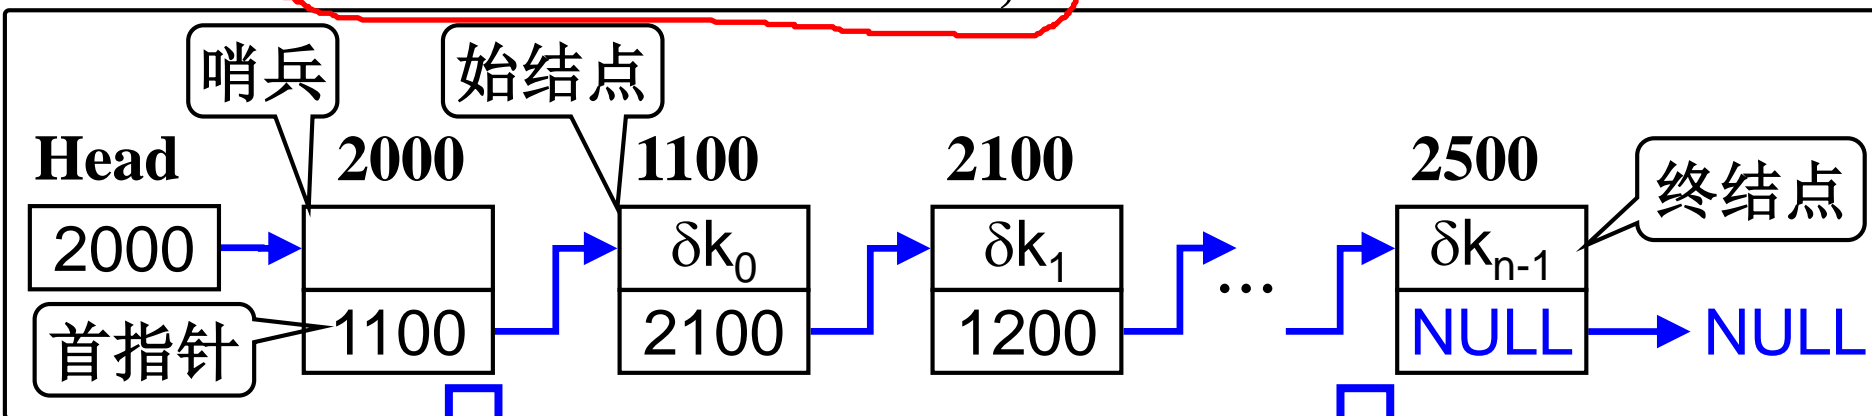 哨兵 始结点
Head 2000 1100 2100 2500 终结点
2000 δk0 δk1 ... δkn-1
首指针 1100 2100 1200 NULL NULL